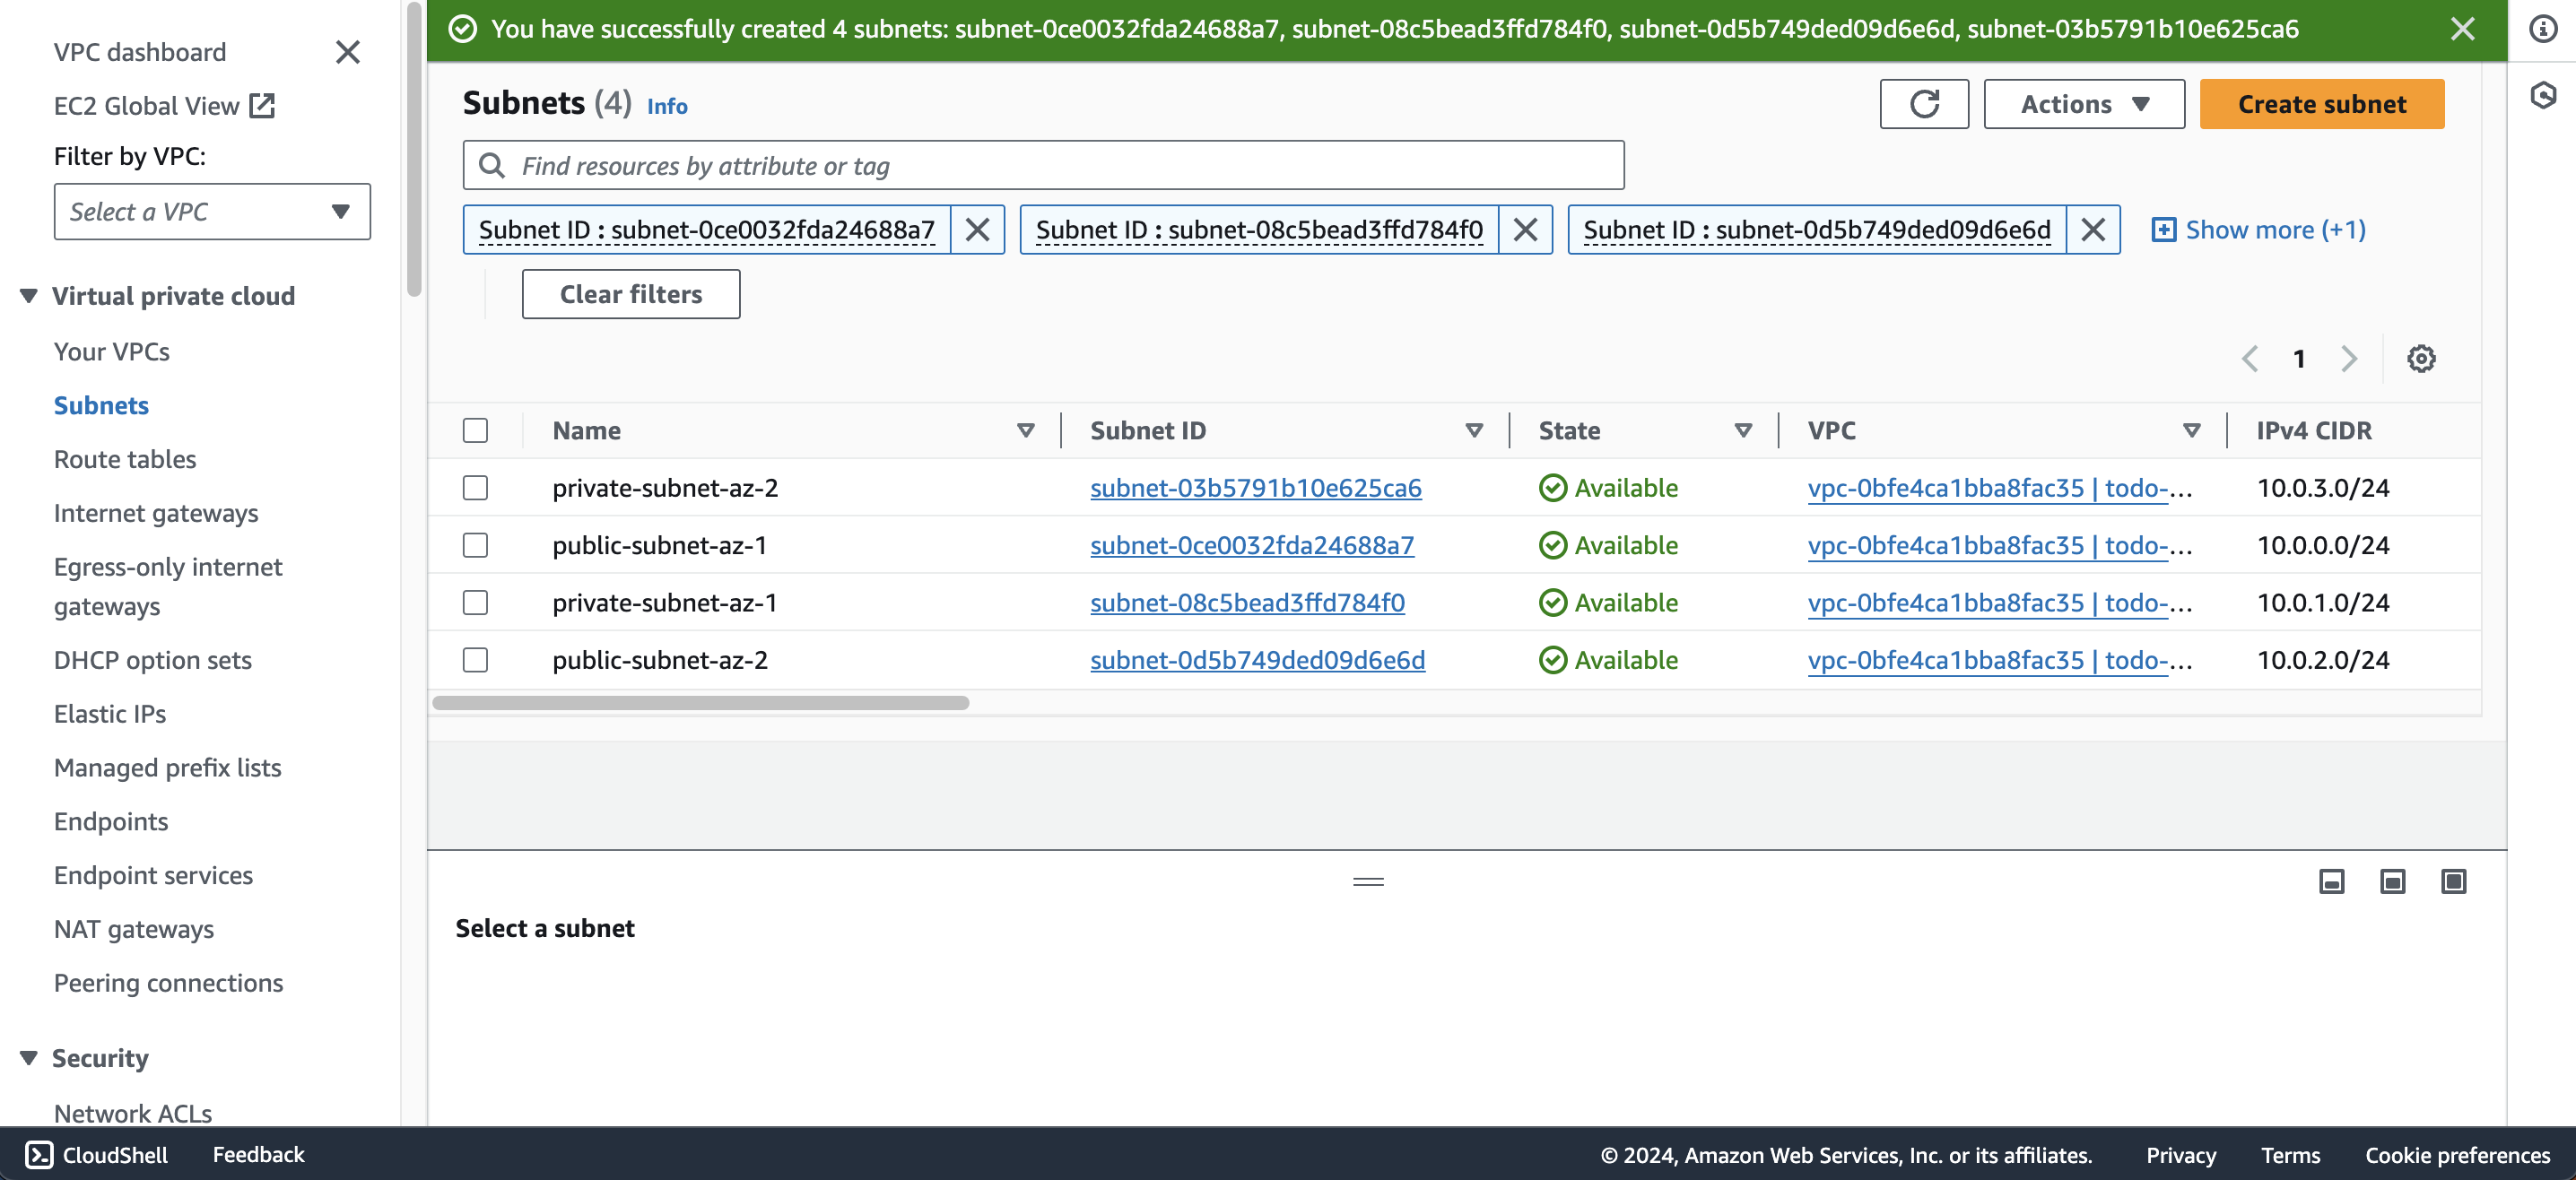 You have successfully created 4 subnets: subnet-0ce0032fda24688a7, subnet-08c5bead3ffd784f0, subnet-0d5b749ded09d6e6d, subnet-03b5791b10e625ca6
VPC dashboard
EC2 Global View
Filter by VPC:
Select a VPC
Virtual private cloud
Your VPCs
Subnets
Route tables
Internet gateways
Egress-only internet
gateways
DHCP option sets
Elastic IPs
Managed prefix lists
Endpoints
Endpoint services
NAT gateways
Peering connections
Security
Network ACLs
Subnets (4) Info
Actions
Create subnet
Find resources by attribute or tag
Subnet ID : subnet-0ce0032fda24688a7 Subnet ID : subnet-08c5bead3ffd784f0 Subnet ID : subnet-0d5b749ded09d6e6d Show more (+1)
Clear filters
1
Name Subnet ID State VPC IPv4 CIDR
private-subnet-az-2 subnet-03b5791b10e625ca6 Available vpc-0bfe4ca1bba8fac35 | todo-... 10.0.3.0/24
public-subnet-az-1 subnet-0ce0032fda24688a7 Available vpc-0bfe4ca1bba8fac35 | todo-... 10.0.0.0/24
private-subnet-az-1 subnet-08c5bead3ffd784f0 Available vpc-0bfe4ca1bba8fac35 | todo-... 10.0.1.0/24
public-subnet-az-2 subnet-0d5b749ded09d6e6d Available vpc-0bfe4ca1bba8fac35 | todo-... 10.0.2.0/24
Select a subnet
CloudShell Feedback © 2024, Amazon Web Services, Inc. or its affiliates. Privacy Terms Cookie preferences